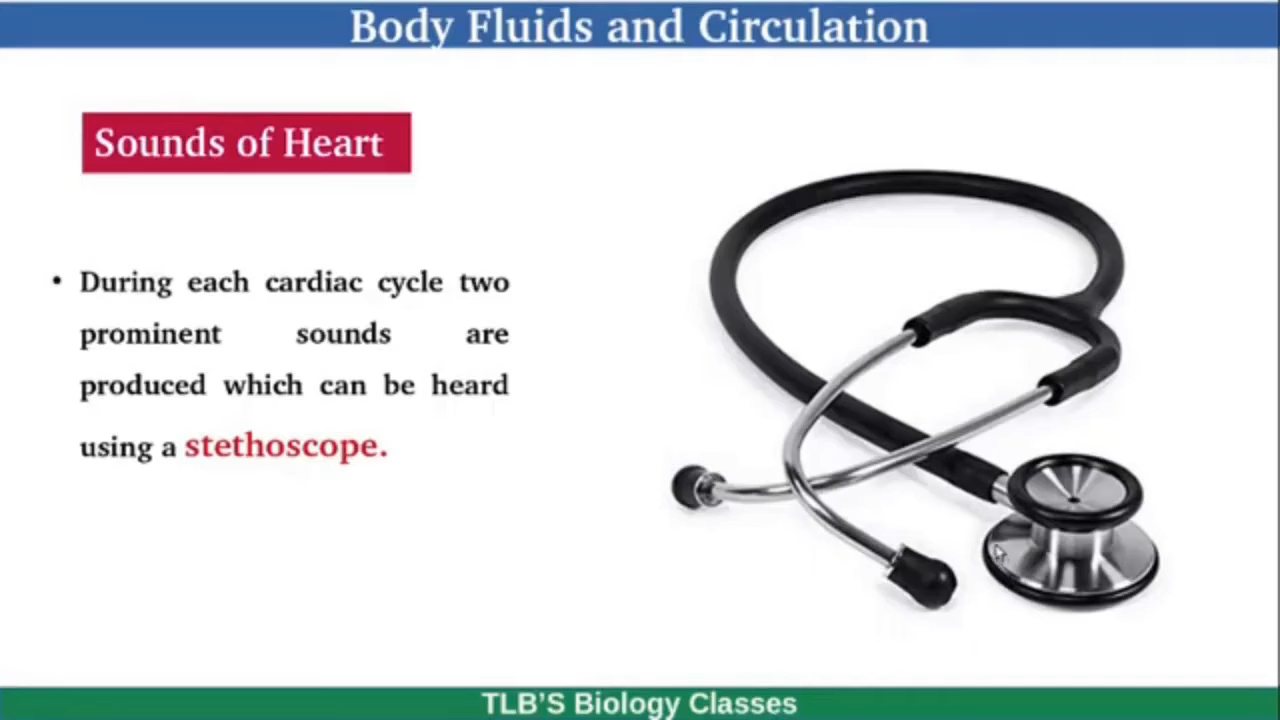 Body Fluids and Circulation
Sounds of Heart
• During each cardiac cycle two
prominent sounds are
produced which can be heard
using a stethoscope.
TLB'S Biology Classes